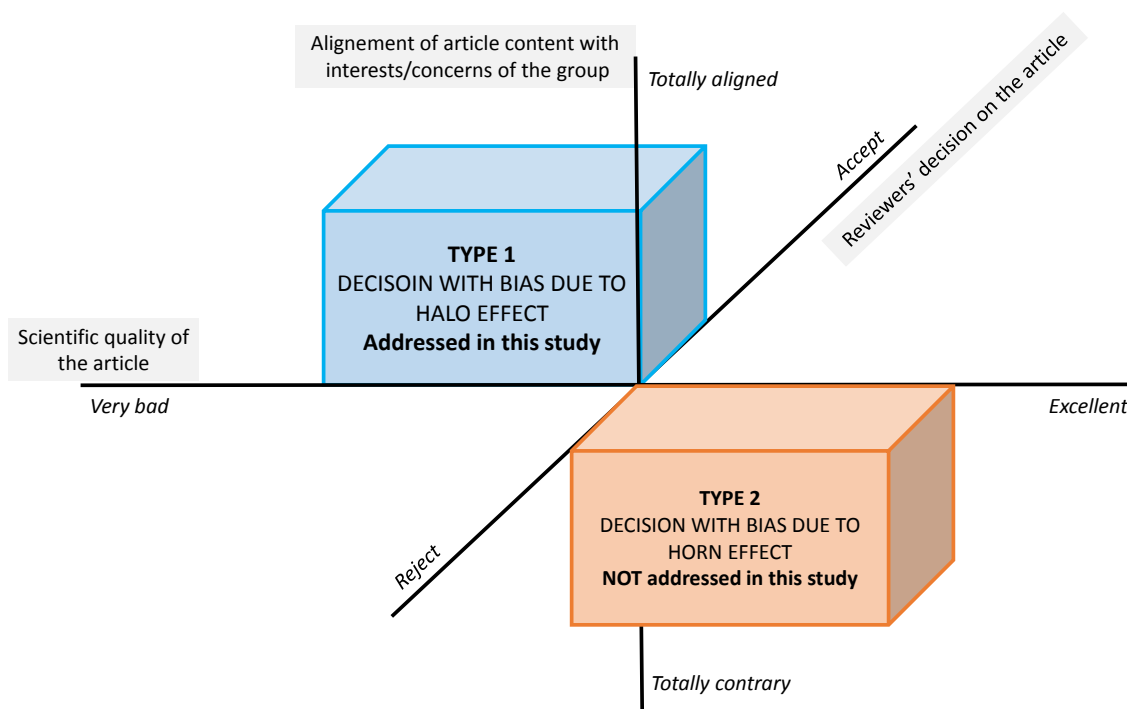 Alignement of article content with
interests/concerns of the group
Totally aligned
Accept
Reviewers' decision on the article
TYPE 1
DECISOIN WITH BIAS DUE TO
HALO EFFECT
Addressed in this study
Scientific quality of
the article
Very bad
Excellent
TYPE 2
DECISION WITH BIAS DUE TO
HORN EFFECT
NOT addressed in this study
Reject
Totally contrary